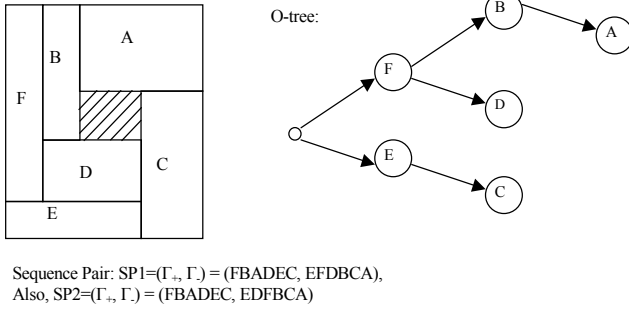 O-tree:
A
B
F
D
C
E
B
A
F
D
E
C
Sequence Pair: SP1=(Γ₊, Γ₋) = (FBADEC, EFDBCA),
Also, SP2=(Γ₊, Γ₋) = (FBADEC, EDFBCA)